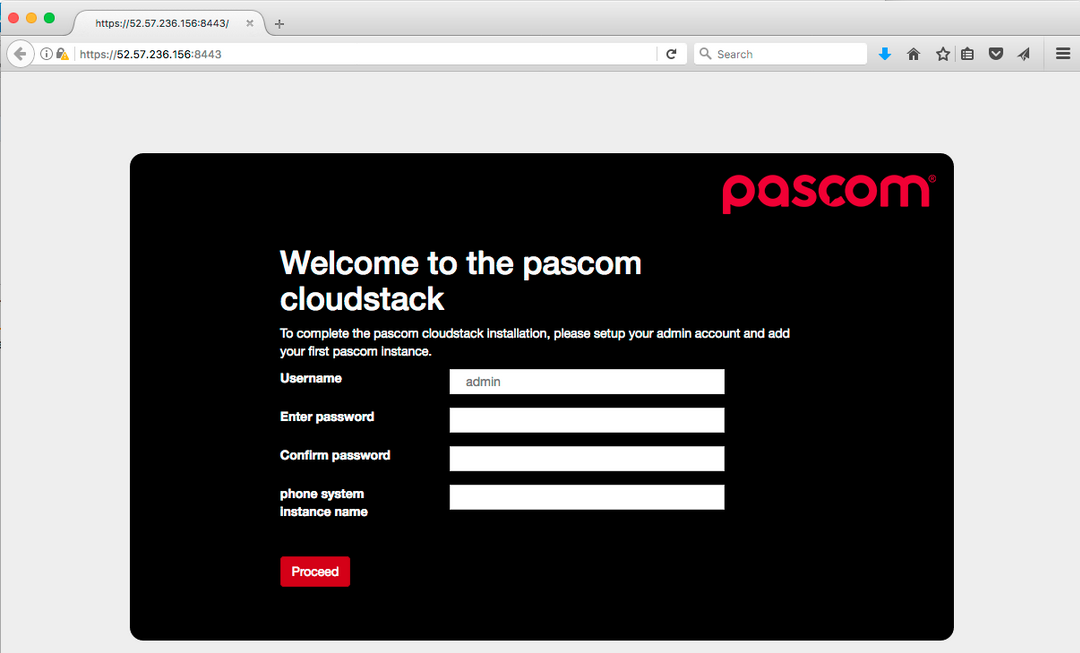 https://52.57.236.156:8443/
https://52.57.236.156:8443
Search
pascom®
Welcome to the pascom
cloudstack
To complete the pascom cloudstack installation, please setup your admin account and add
your first pascom instance.
Username
admin
Enter password
Confirm password
phone system
instance name
Proceed